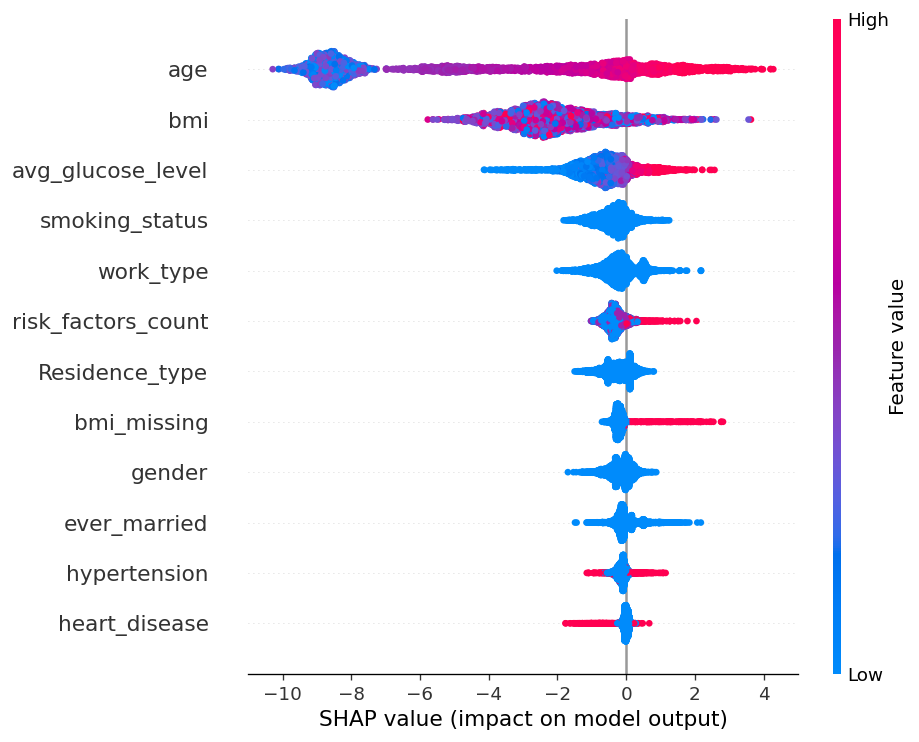 High
age
bmi
avg_glucose_level
smoking_status
work_type
risk_factors_count
Residence_type
bmi_missing
gender
ever_married
hypertension
heart_disease
Feature value
Low
−10 −8 −6 −4 −2 0 2 4
SHAP value (impact on model output)